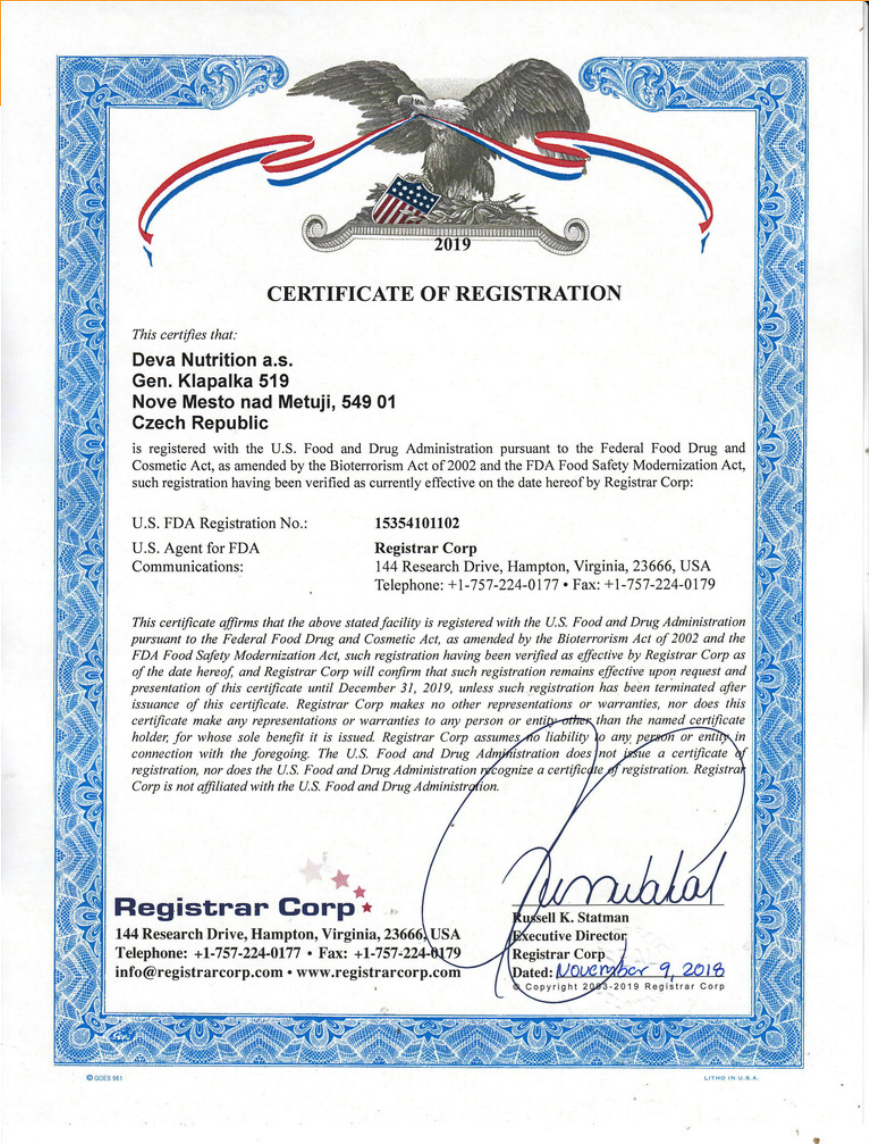 2019
CERTIFICATE OF REGISTRATION
This certifies that:
Deva Nutrition a.s.
Gen. Klapalka 519
Nove Mesto nad Metuji, 549 01
Czech Republic
is registered with the U.S. Food and Drug Administration pursuant to the Federal Food Drug and
Cosmetic Act, as amended by the Bioterrorism Act of 2002 and the FDA Food Safety Modernization Act,
such registration having been verified as currently effective on the date hereof by Registrar Corp:
U.S. FDA Registration No.: 15354101102
U.S. Agent for FDA Registrar Corp
Communications: 144 Research Drive, Hampton, Virginia, 23666, USA
Telephone: +1-757-224-0177 • Fax: +1-757-224-0179
This certificate affirms that the above stated facility is registered with the U.S. Food and Drug Administration
pursuant to the Federal Food Drug and Cosmetic Act, as amended by the Bioterrorism Act of 2002 and the
FDA Food Safety Modernization Act, such registration having been verified as effective by Registrar Corp as
of the date hereof, and Registrar Corp will confirm that such registration remains effective upon request and
presentation of this certificate until December 31, 2019, unless such registration has been terminated after
issuance of this certificate. Registrar Corp makes no other representations or warranties, nor does this
certificate make any representations or warranties to any person or entity other than the named certificate
holder, for whose sole benefit it is issued. Registrar Corp assumes no liability to any person or entity in
connection with the foregoing. The U.S. Food and Drug Administration does not issue a certificate of
registration, nor does the U.S. Food and Drug Administration recognize a certificate of registration. Registrar
Corp is not affiliated with the U.S. Food and Drug Administration.
Registrar Corp
144 Research Drive, Hampton, Virginia, 23666, USA
Telephone: +1-757-224-0177 • Fax: +1-757-224-0179
info@registrarcorp.com • www.registrarcorp.com
Russell K. Statman
Executive Director
Registrar Corp
Dated: November 9, 2018
© Copyright 2003-2019 Registrar Corp
© GOES 961
LITHO IN U.S.A.